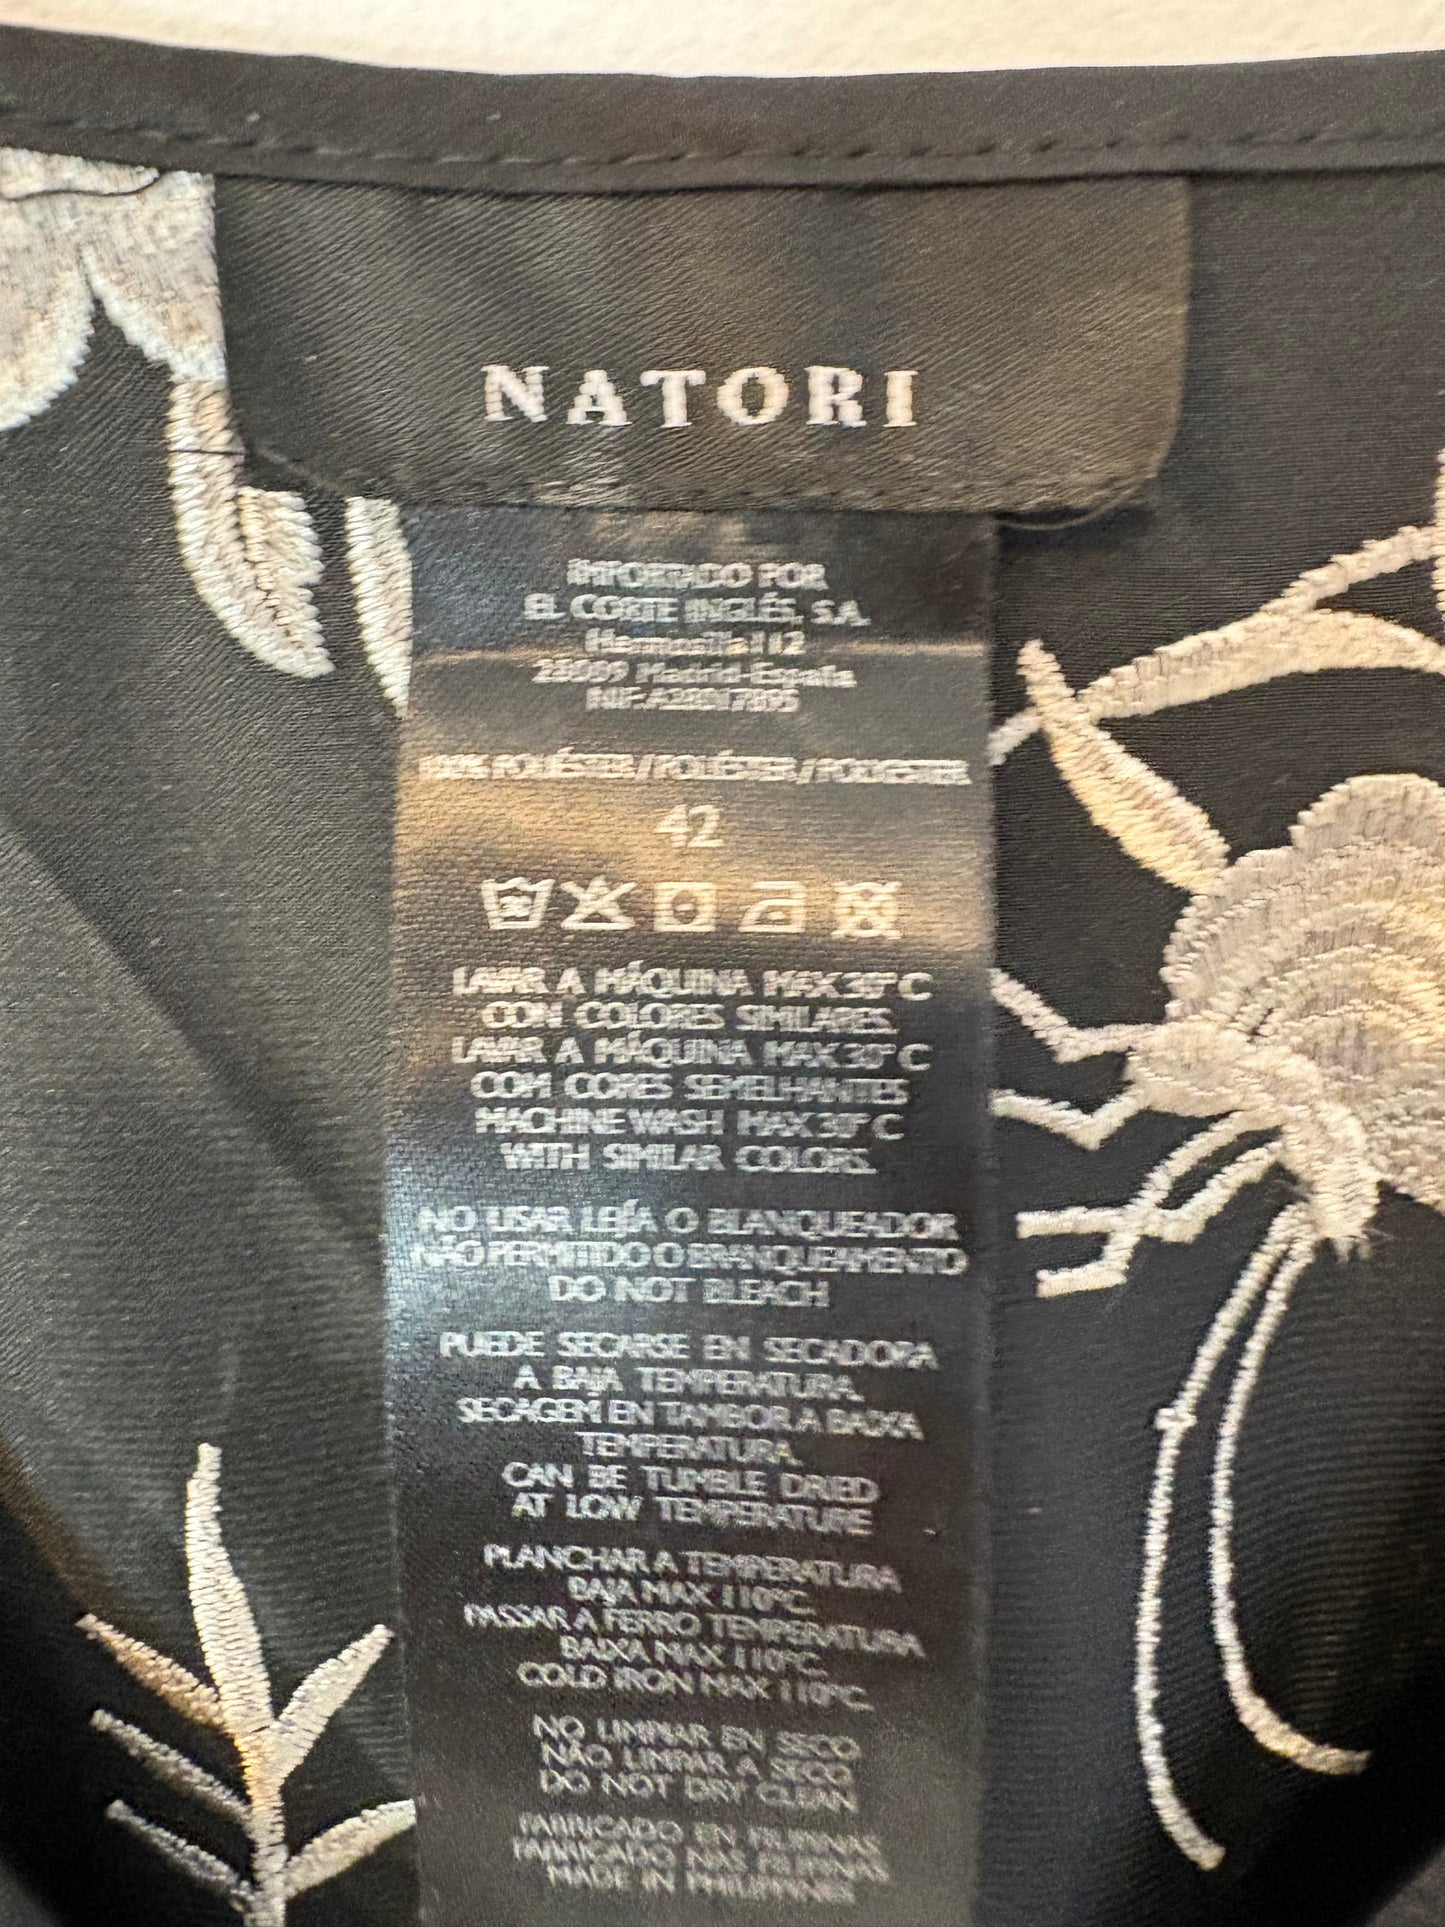 NATORI
IMPORTADO POR
EL CORTE INGLÉS, S.A.
Hermosilla 112
28009 Madrid-España
NIF.A28017895
100% POLIÉSTER/POLIÉSTER/POLYESTER
42
LAVAR A MÁQUINA MAX 30° C
CON COLORES SIMILARES.
LAVAR A MÁQUINA MAX 30° C
COM CORES SEMELHANTES
MACHINE WASH MAX 30° C
WITH SIMILAR COLORS.
NO USAR LEJÍA O BLANQUEADOR
NÃO PERMITIDO O BRANQUEAMENTO
DO NOT BLEACH
PUEDE SECARSE EN SECADORA
A BAJA TEMPERATURA.
SECAGEM EN TAMBOR A BAIXA
TEMPERATURA.
CAN BE TUMBLE DRIED
AT LOW TEMPERATURE
PLANCHAR A TEMPERATURA
BAJA MAX 110°C.
PASSAR A FERRO TEMPERATURA
BAIXA MAX 110°C.
COLD IRON MAX 110°C.
NO LIMPIAR EN SECO
NÃO LIMPAR A SECO
DO NOT DRY CLEAN
FABRICADO EN FILIPINAS
FABRICADO NAS FILIPINAS
MADE IN PHILIPPINES